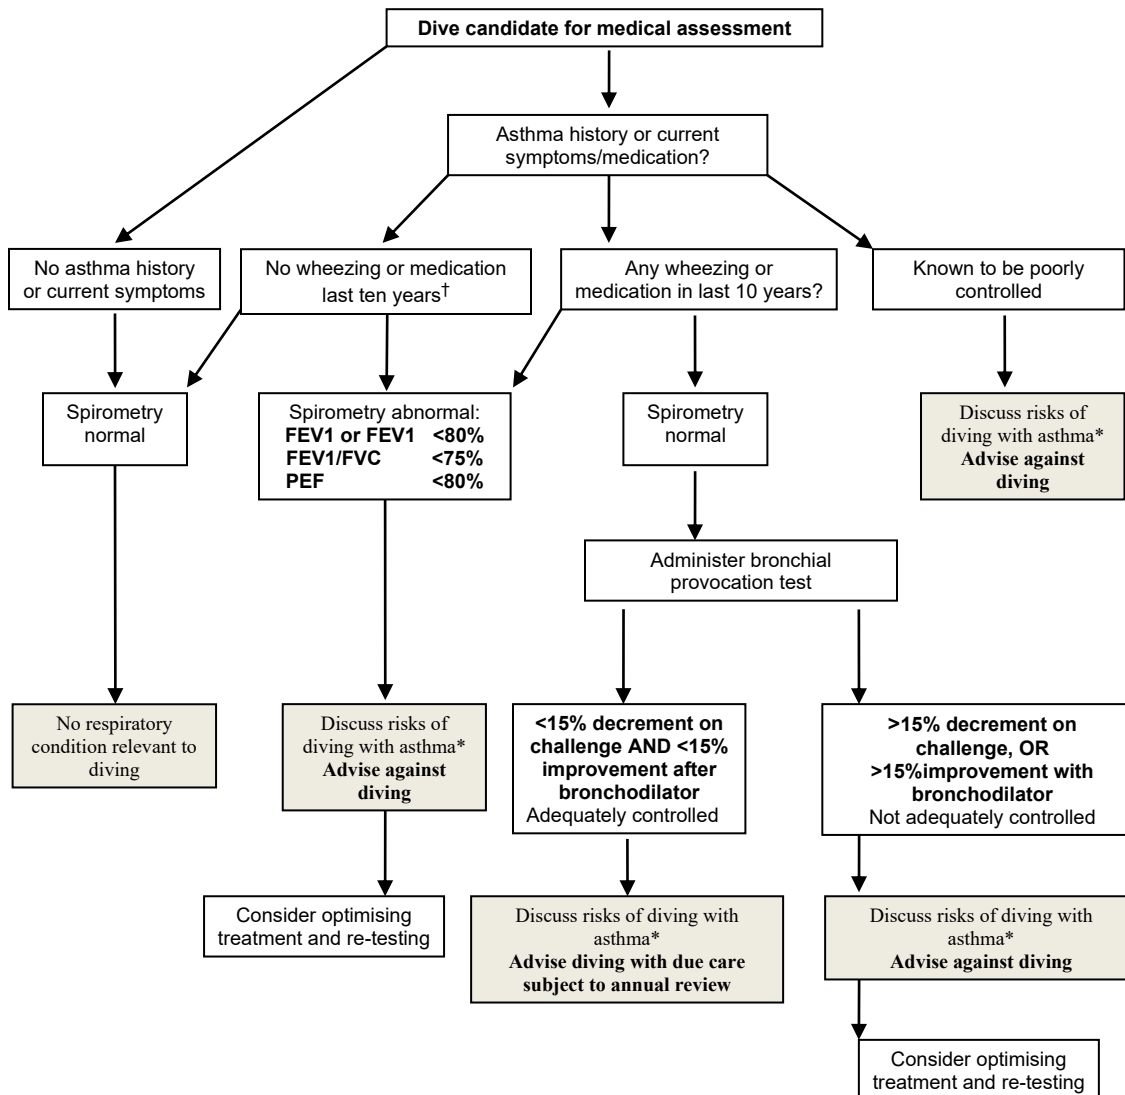 Dive candidate for medical assessment
Asthma history or current
symptoms/medication?
No asthma history
or current symptoms
No wheezing or medication
last ten years†
Any wheezing or
medication in last 10 years?
Known to be poorly
controlled
Spirometry
normal
Spirometry abnormal:
FEV1 or FEV1 <80%
FEV1/FVC <75%
PEF <80%
Spirometry
normal
Discuss risks of
diving with asthma*
Advise against
diving
Administer bronchial
provocation test
No respiratory
condition relevant to
diving
Discuss risks of
diving with asthma*
Advise against
diving
<15% decrement on
challenge AND <15%
improvement after
bronchodilator
Adequately controlled
>15% decrement on
challenge, OR
>15%improvement with
bronchodilator
Not adequately controlled
Consider optimising
treatment and re-testing
Discuss risks of diving with
asthma*
Advise diving with due care
subject to annual review
Discuss risks of diving with
asthma*
Advise against diving
Consider optimising
treatment and re-testing